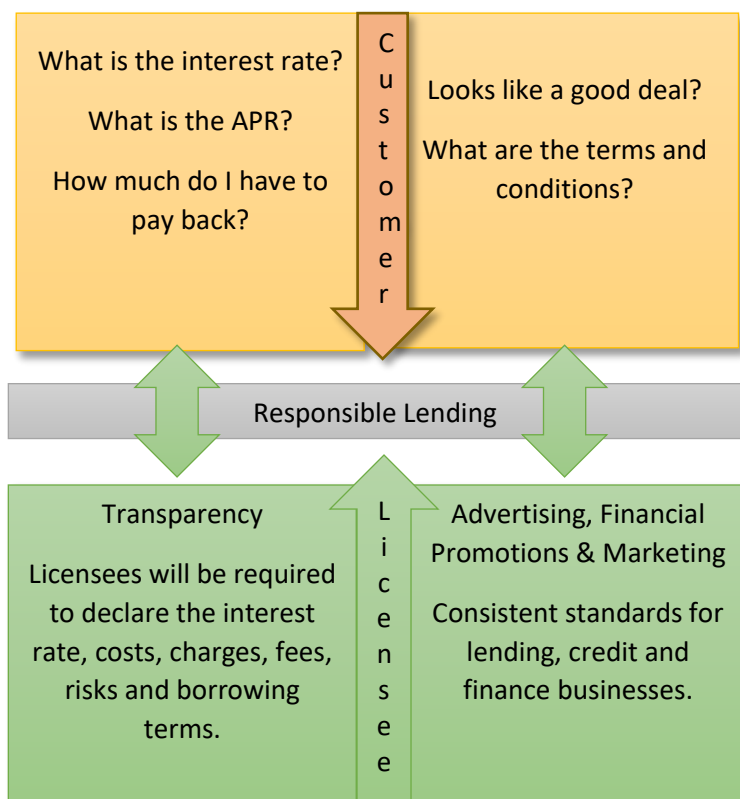 What is the interest rate?
What is the APR?
How much do I have to
pay back?
Customer
Looks like a good deal?
What are the terms and
conditions?
Responsible Lending
Transparency
Licensees will be required
to declare the interest
rate, costs, charges, fees,
risks and borrowing
terms.
Licensee
Advertising, Financial
Promotions & Marketing
Consistent standards for
lending, credit and
finance businesses.